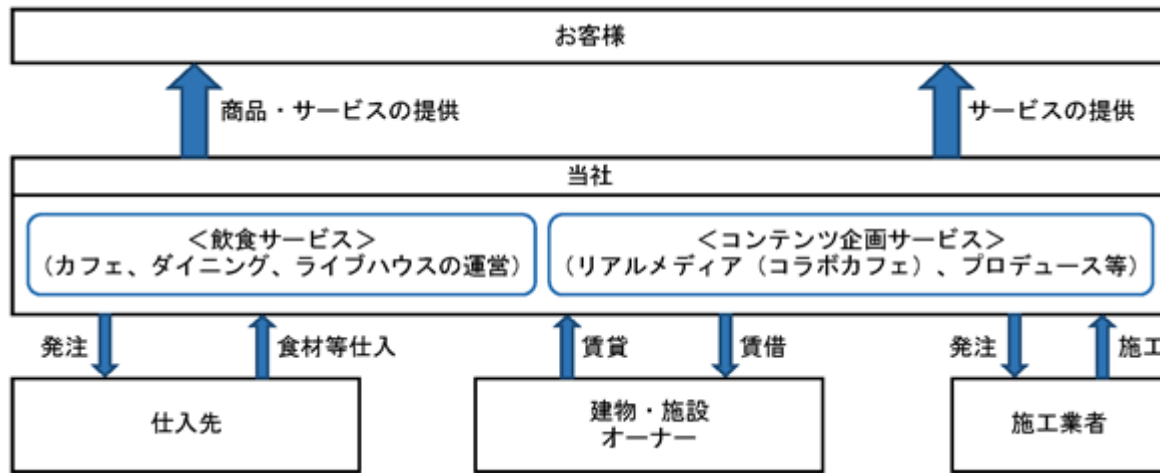 お客様
商品・サービスの提供
サービスの提供
当社
＜飲食サービス＞
（カフェ、ダイニング、ライブハウスの運営）
＜コンテンツ企画サービス＞
（リアルメディア（コラボカフェ）、プロデュース等）
発注
食材等仕入
賃貸
賃借
発注
施工
仕入先
建物・施設
オーナー
施工業者